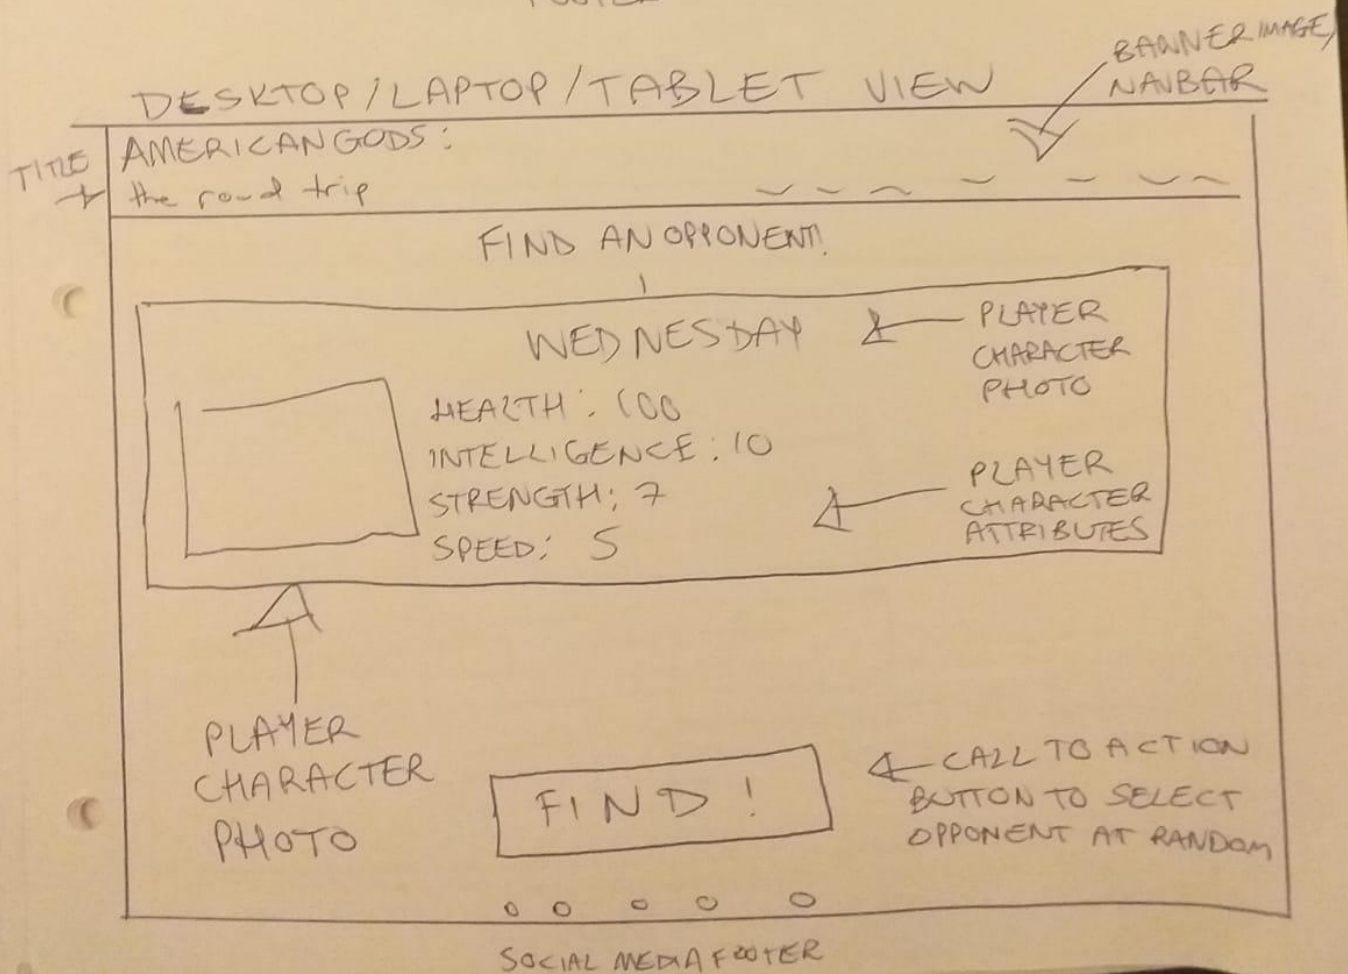 BANNER IMAGE/
NAVBAR
DESKTOP/LAPTOP/TABLET VIEW
TITLE
AMERICAN GODS:
the road trip
FIND AN OPPONENT!
WEDNESDAY
PLAYER
CHARACTER
PHOTO
HEALTH: 100
INTELLIGENCE: 10
STRENGTH: 7
SPEED: 5
PLAYER
CHARACTER
ATTRIBUTES
PLAYER
CHARACTER
PHOTO
FIND!
CALL TO ACTION
BUTTON TO SELECT
OPPONENT AT RANDOM
SOCIAL MEDIA FOOTER